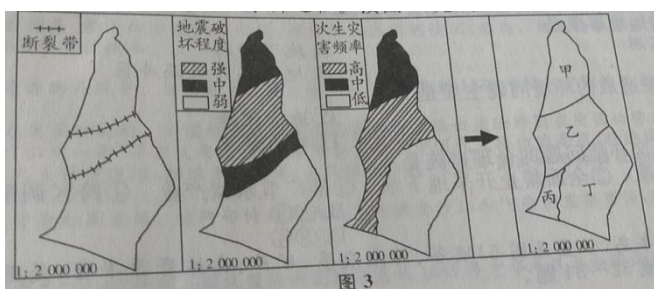 断裂带
1: 2 000 000
地震破
坏程度
强
中
弱
1: 2 000 000
次生灾
害频率
高
中
低
1: 2 000 000
甲
乙
丙
丁
1: 2 000 000
图 3